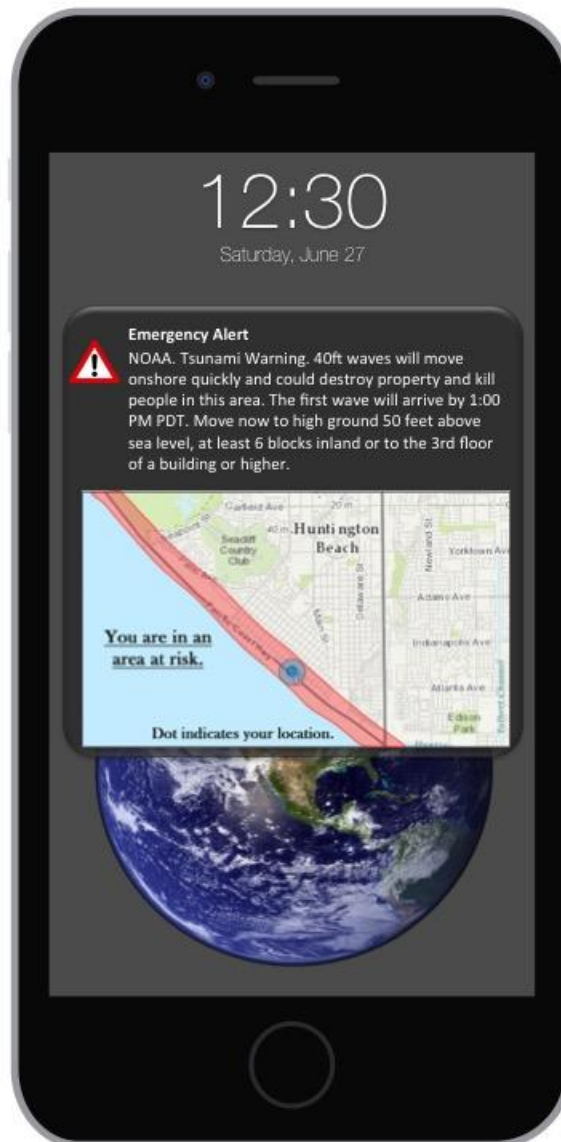 12:30
Saturday, June 27
Emergency Alert
NOAA. Tsunami Warning. 40ft waves will move
onshore quickly and could destroy property and kill
people in this area. The first wave will arrive by 1:00
PM PDT. Move now to high ground 50 feet above
sea level, at least 6 blocks inland or to the 3rd floor
of a building or higher.
Garfield Ave
20 m
40 m
Huntington
Beach
Seacliff
Country
Club
Newland St
Yorktown Ave
Delaware St
Adams Ave
Main St
Indianapolis Ave
You are in an
area at risk.
Atlanta Ave
Edison
Park
Dot indicates your location.